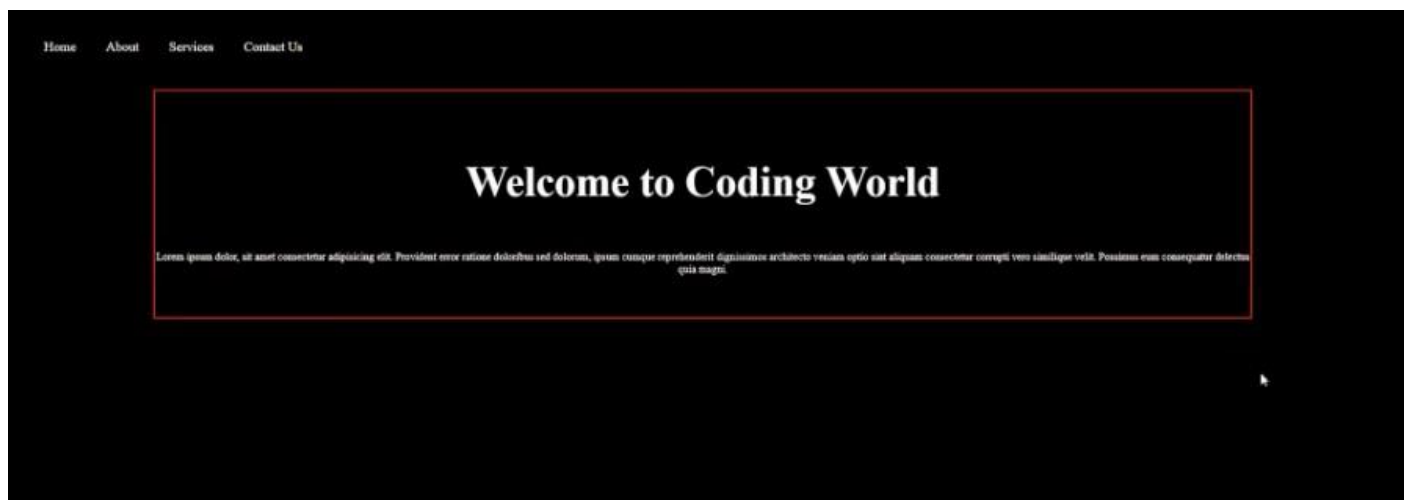 Home About Services Contact Us
Welcome to Coding World
Lorem ipsum dolor, sit amet consectetur adipisicing elit. Provident error ratione doloribus sed dolorum, ipsum cumque reprehenderit dignissimos architecto veniam optio sint aliquam consectetur corrupti vero similique velit. Possimus eum consequatur delectus
quia magni.